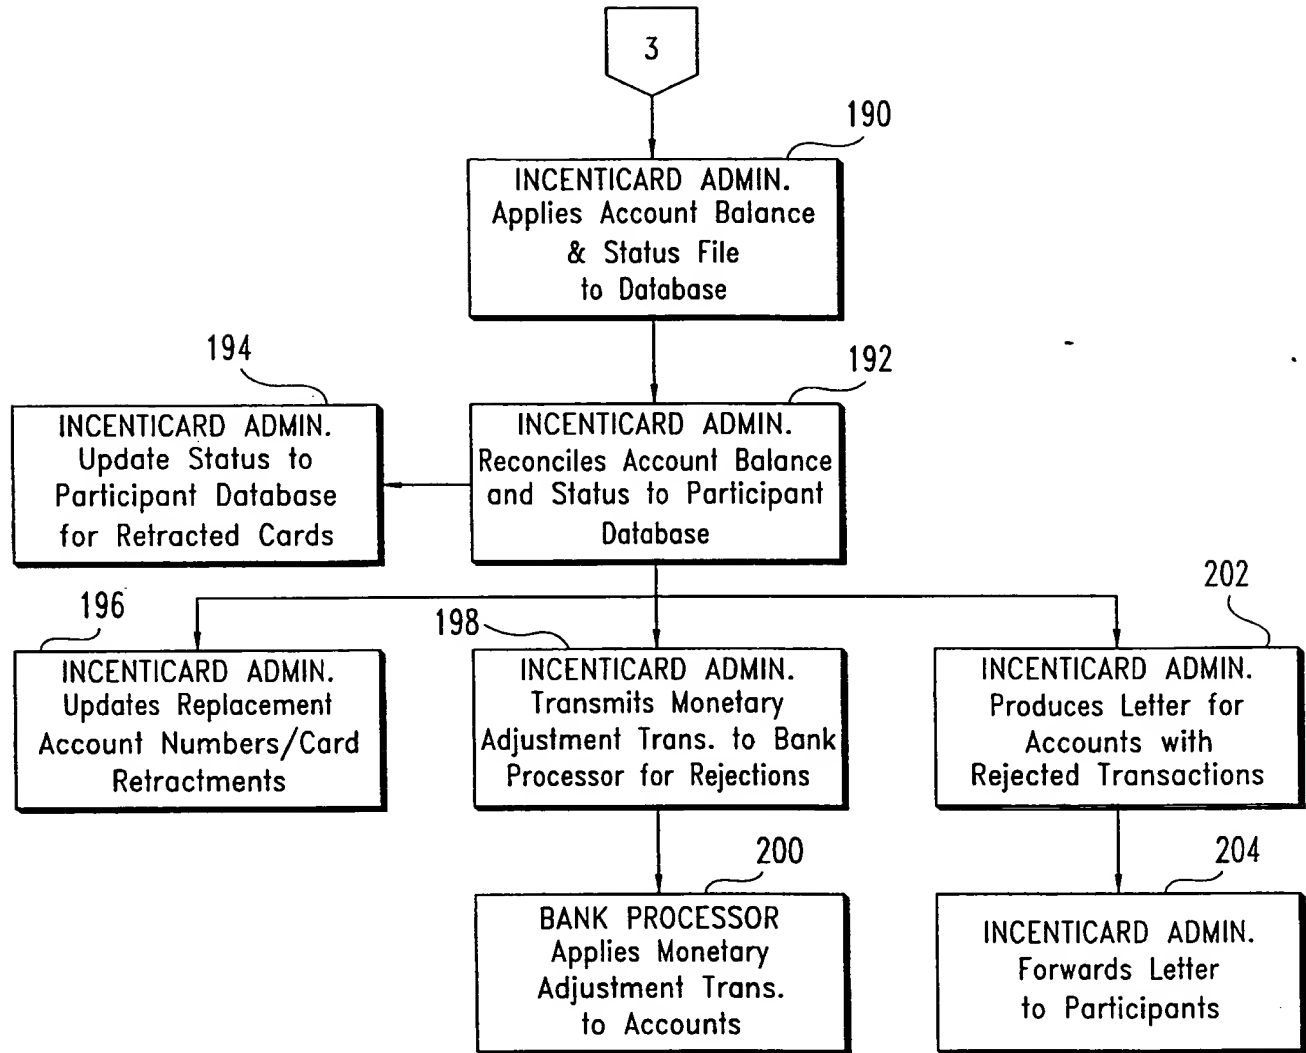 3
190
INCENTICARD ADMIN.
Applies Account Balance
& Status File
to Database
194
INCENTICARD ADMIN.
Update Status to
Participant Database
for Retracted Cards
192
INCENTICARD ADMIN.
Reconciles Account Balance
and Status to Participant
Database
196
INCENTICARD ADMIN.
Updates Replacement
Account Numbers/Card
Retractments
198
INCENTICARD ADMIN.
Transmits Monetary
Adjustment Trans. to Bank
Processor for Rejections
202
INCENTICARD ADMIN.
Produces Letter for
Accounts with
Rejected Transactions
200
BANK PROCESSOR
Applies Monetary
Adjustment Trans.
to Accounts
204
INCENTICARD ADMIN.
Forwards Letter
to Participants